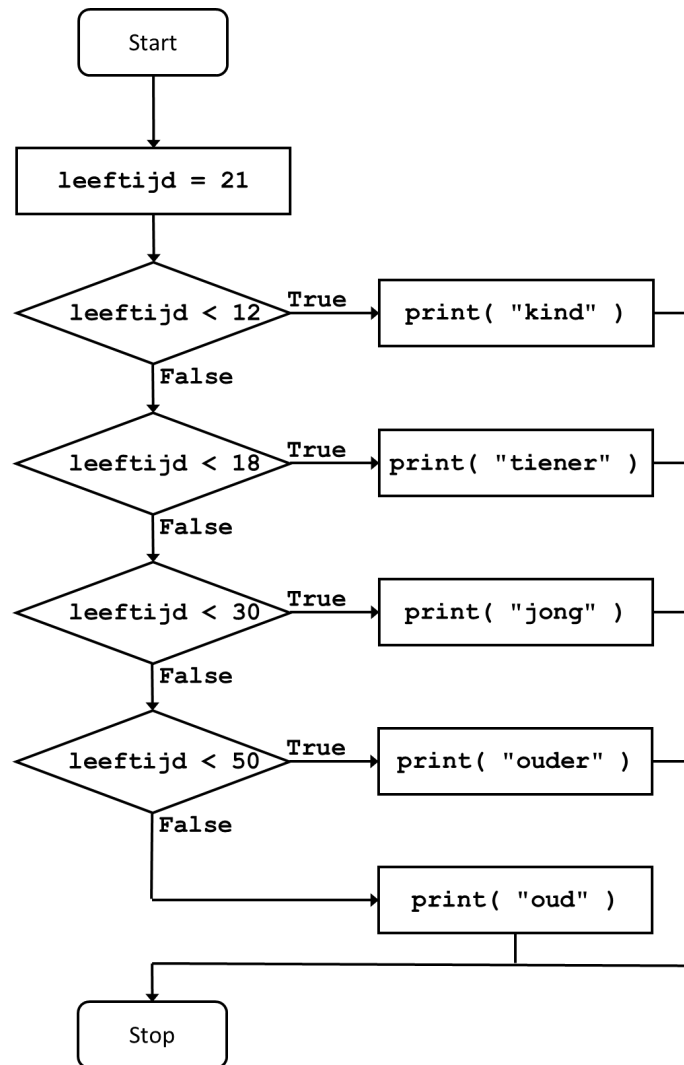 Start
leeftijd = 21
leeftijd < 12
True
print( "kind" )
False
leeftijd < 18
True
print( "tiener" )
False
leeftijd < 30
True
print( "jong" )
False
leeftijd < 50
True
print( "ouder" )
False
print( "oud" )
Stop